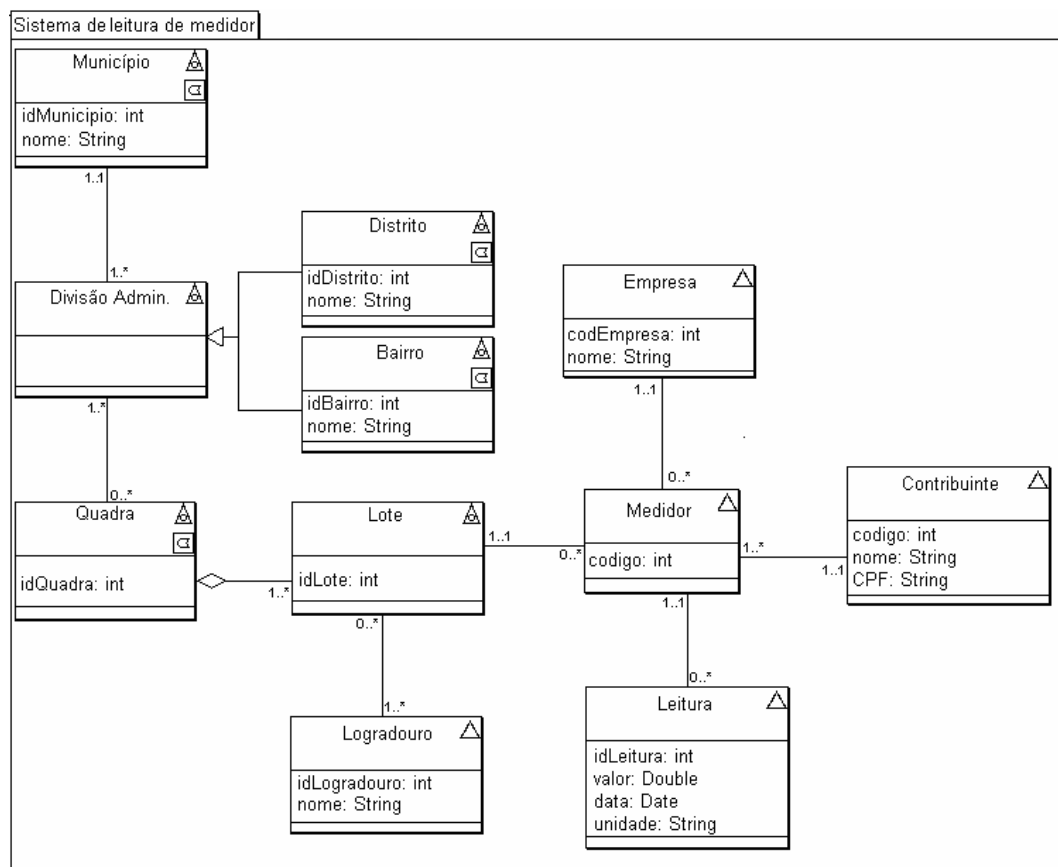 Sistema de leitura de medidor
Município
idMunicipio: int
nome: String
1..1
1..*
Divisão Admin.
1..*
0..*
Distrito
idDistrito: int
nome: String
Bairro
idBairro: int
nome: String
Empresa
codEmpresa: int
nome: String
1..1
0..*
Quadra
idQuadra: int
1..*
Lote
idLote: int
1..1
0..*
0..*
1..*
Medidor
codigo: int
1..*
1..1
1..1
0..*
Contribuinte
codigo: int
nome: String
CPF: String
Logradouro
idLogradouro: int
nome: String
Leitura
idLeitura: int
valor: Double
data: Date
unidade: String